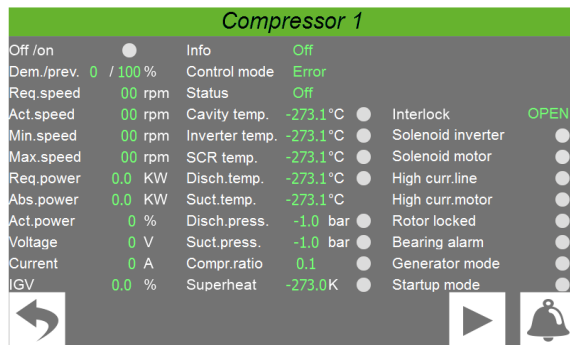 Compressor 1
Off /on Info Off
Dem./prev. 0 / 100 % Control mode Error
Req.speed 00 rpm Status Off
Act.speed 00 rpm Cavity temp. -273.1°C Interlock OPEN
Min.speed 00 rpm Inverter temp. -273.1°C Solenoid inverter
Max.speed 00 rpm SCR temp. -273.1°C Solenoid motor
Req.power 0.0 KW Disch.temp. -273.1°C High curr.line
Abs.power 0.0 KW Suct.temp. -273.1°C High curr.motor
Act.power 0 % Disch.press. -1.0 bar Rotor locked
Voltage 0 V Suct.press. -1.0 bar Bearing alarm
Current 0 A Compr.ratio 0.1 Generator mode
IGV 0.0 % Superheat -273.0K Startup mode